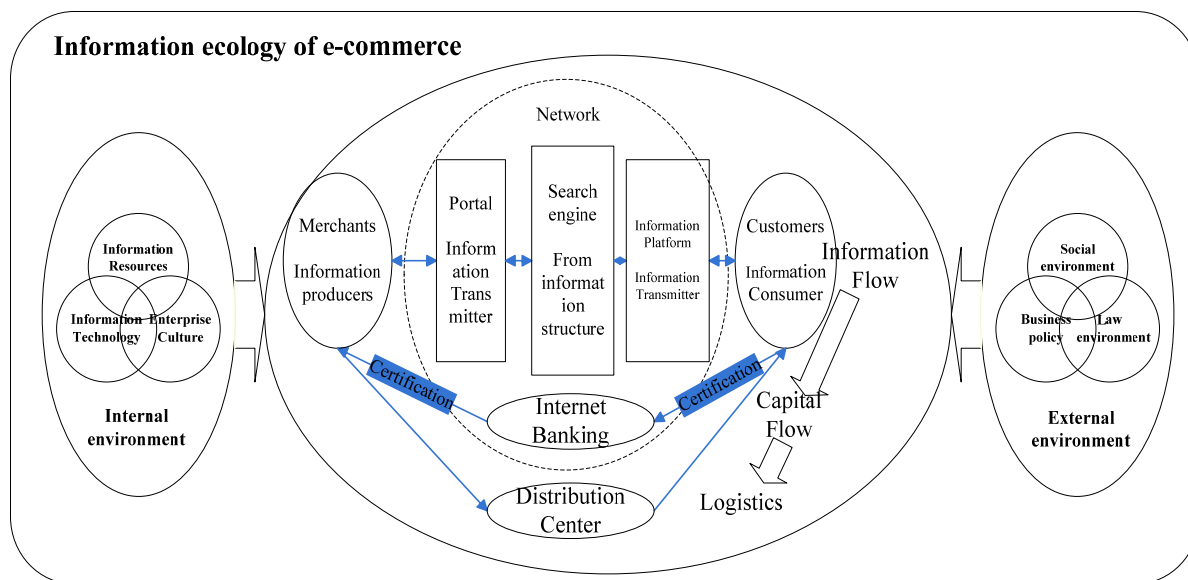 Information ecology of e-commerce
Network
Information
Resources
Information
Technology
Enterprise
Culture
Internal
environment
Merchants
Information
producers
Portal
Inform
ation
Trans
mitter
Search
engine
From
informat
ion
structure
Information
Platform
Information
Transmitter
Customers
Information
Consumer
Information
Flow
Certification
Certification
Internet
Banking
Capital
Flow
Distribution
Center
Logistics
Social
environment
Business
policy
Law
environment
External
environment